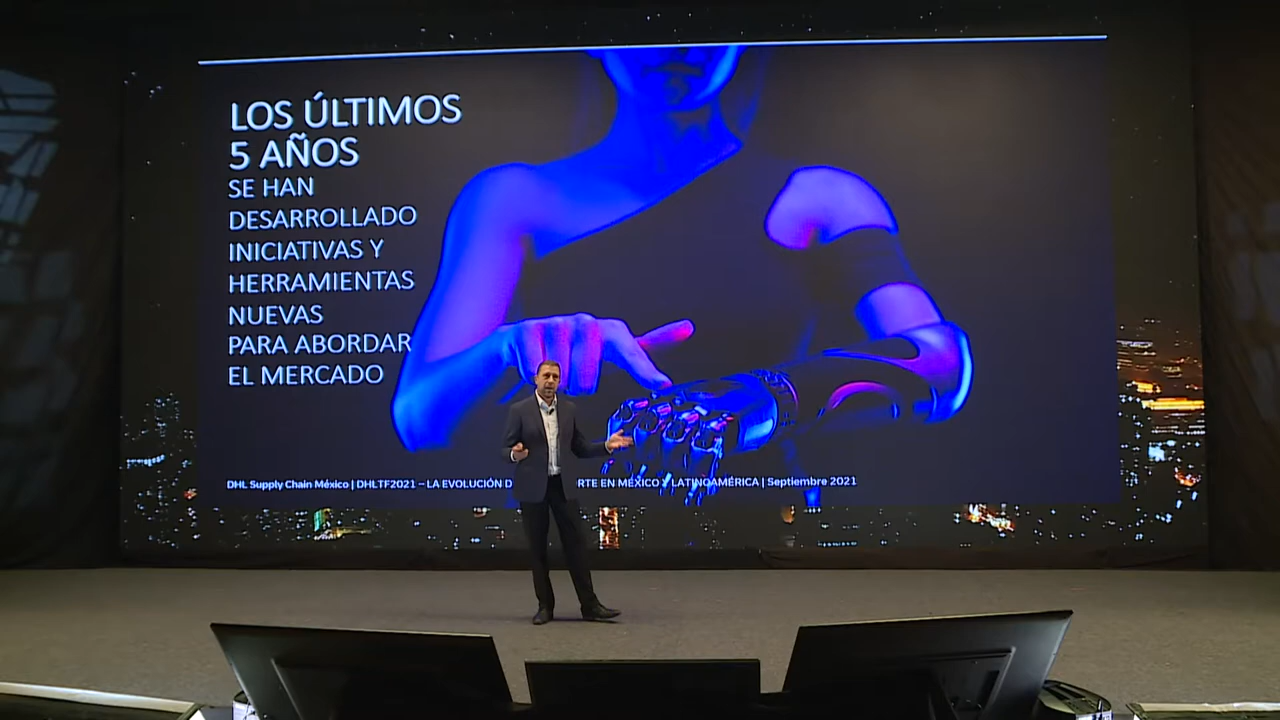 LOS ÚLTIMOS
5 AÑOS
SE HAN
DESARROLLADO
INICIATIVAS Y
HERRAMIENTAS
NUEVAS
PARA ABORDAR
EL MERCADO
DHL Supply Chain México | DHLTF2021 – LA EVOLUCIÓN EN MÉXICO Y LATINOAMÉRICA | Septiembre 2021